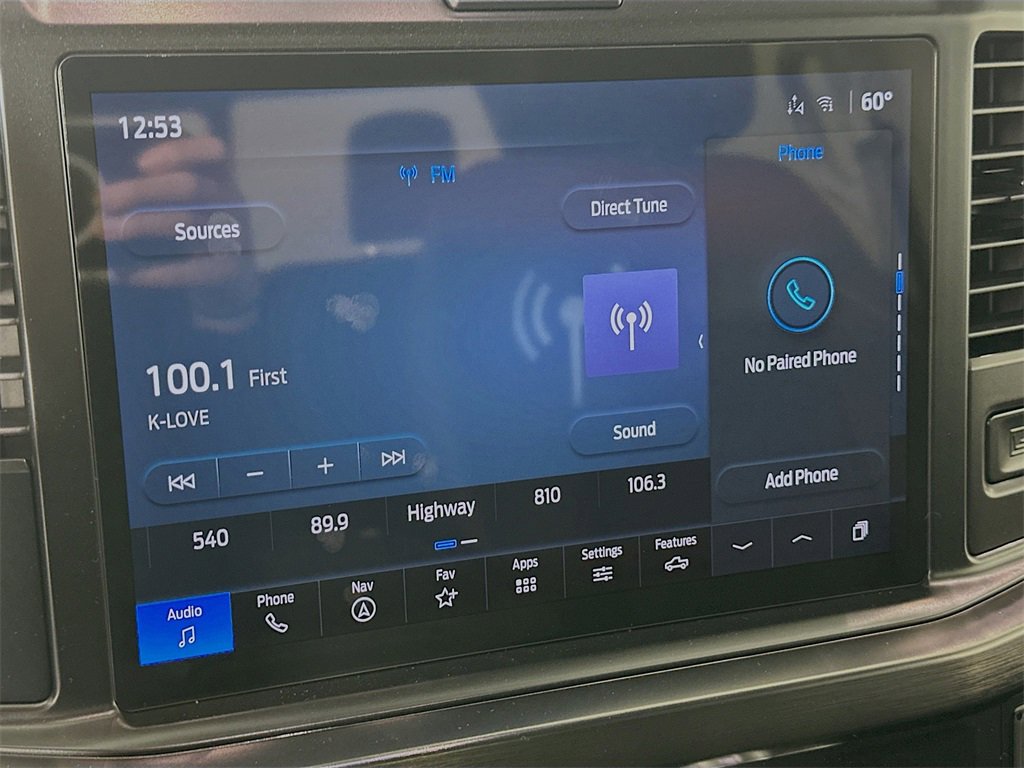 12:53
60°
FM
Phone
Sources
Direct Tune
100.1 First
K-LOVE
No Paired Phone
Sound
Add Phone
540
89.9
Highway
810
106.3
Audio
Phone
Nav
Fav
Apps
Settings
Features